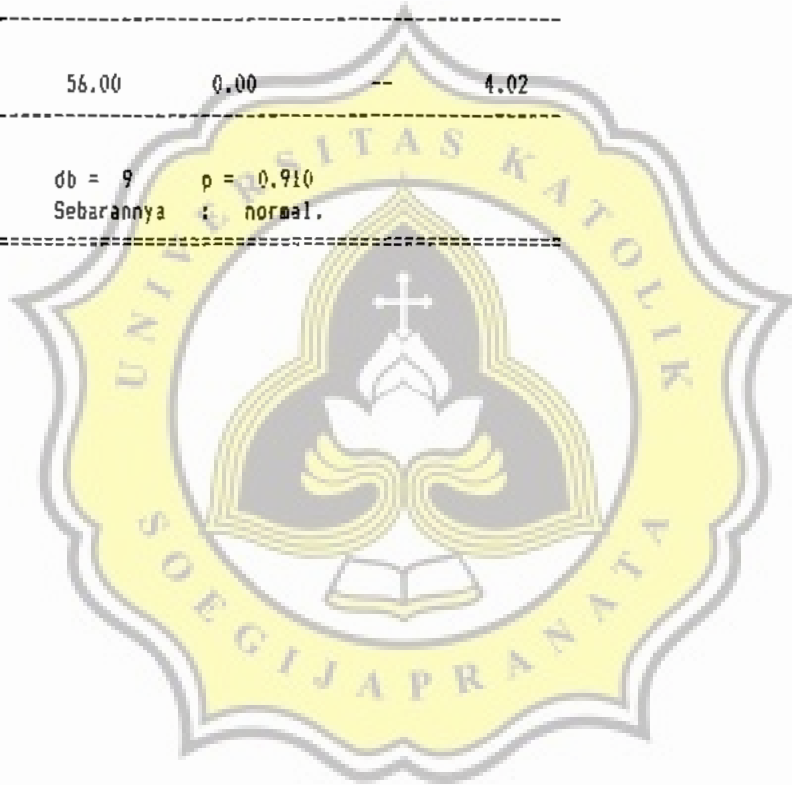 56.00 0.00 -- 4.02
db = 9 p = 0.910
Sebarannya : normal.
UNIVERSITAS KATOLIK
SOEGIJAPRANATA